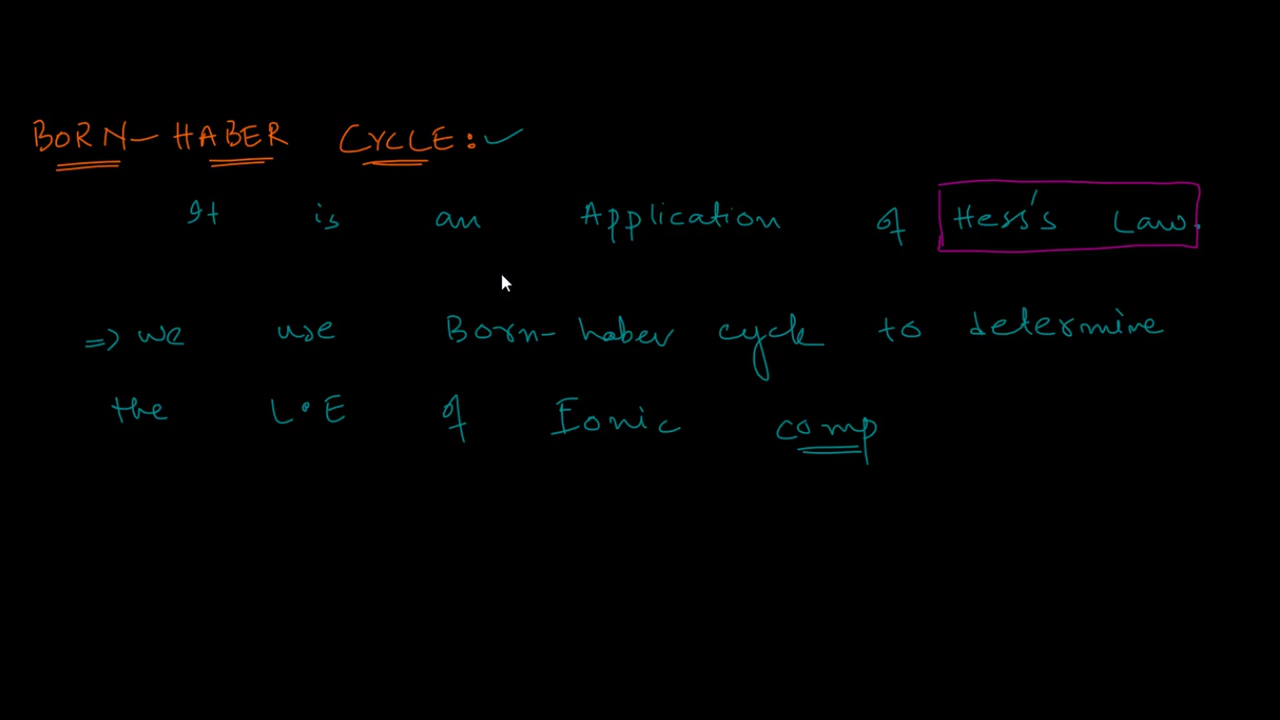 BORN- HABER CYCLE:
It is an Application of Hess's Law.
=> we use Born-haber cycle to determine
the L.E of Ionic comp